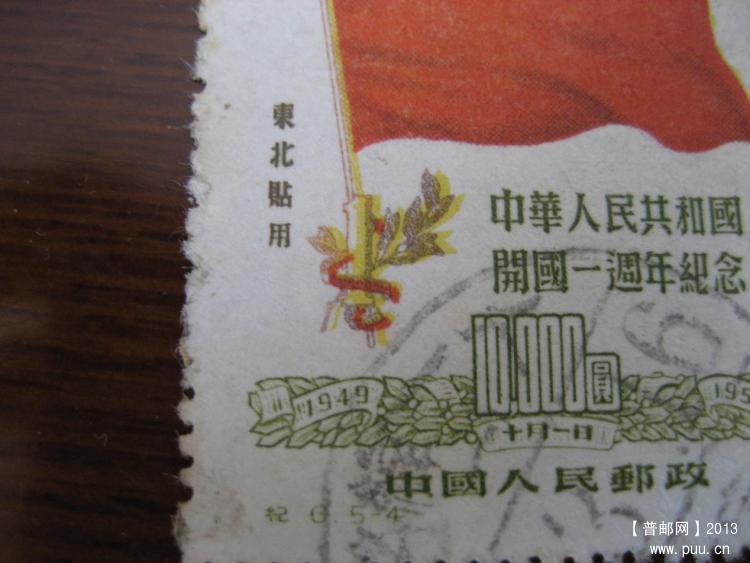 東北貼用
中華人民共和國
開國一週年紀念
10,000圓
1949
195
十月一日
中國人民郵政
紀 6. 5-4
【普邮网】2013
www.puu.cn